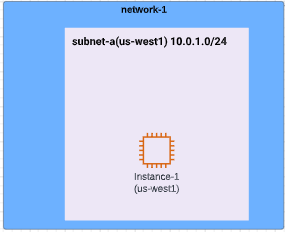 network-1
subnet-a(us-west1) 10.0.1.0/24
Instance-1
(us-west1)